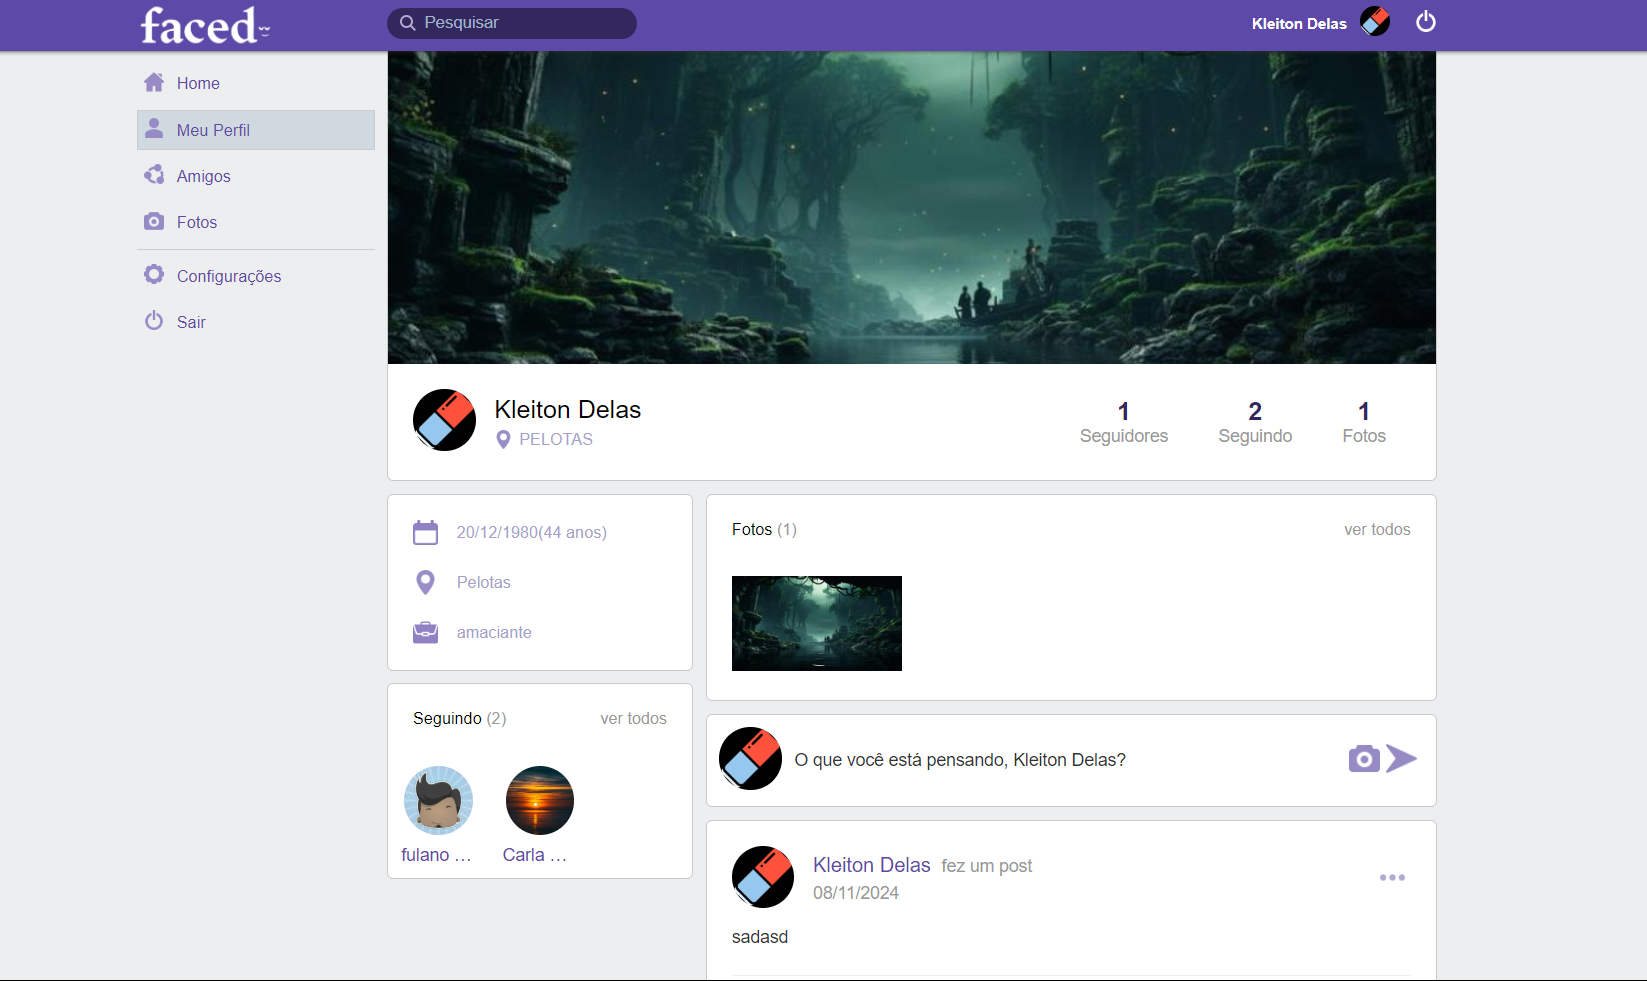 faced
Pesquisar
Kleiton Delas
Home
Meu Perfil
Amigos
Fotos
Configurações
Sair
Kleiton Delas
PELOTAS
1
Seguidores
2
Seguindo
1
Fotos
20/12/1980(44 anos)
Pelotas
amaciante
Seguindo (2)
ver todos
fulano ...
Carla ...
Fotos (1)
ver todos
O que você está pensando, Kleiton Delas?
Kleiton Delas fez um post
08/11/2024
sadasd